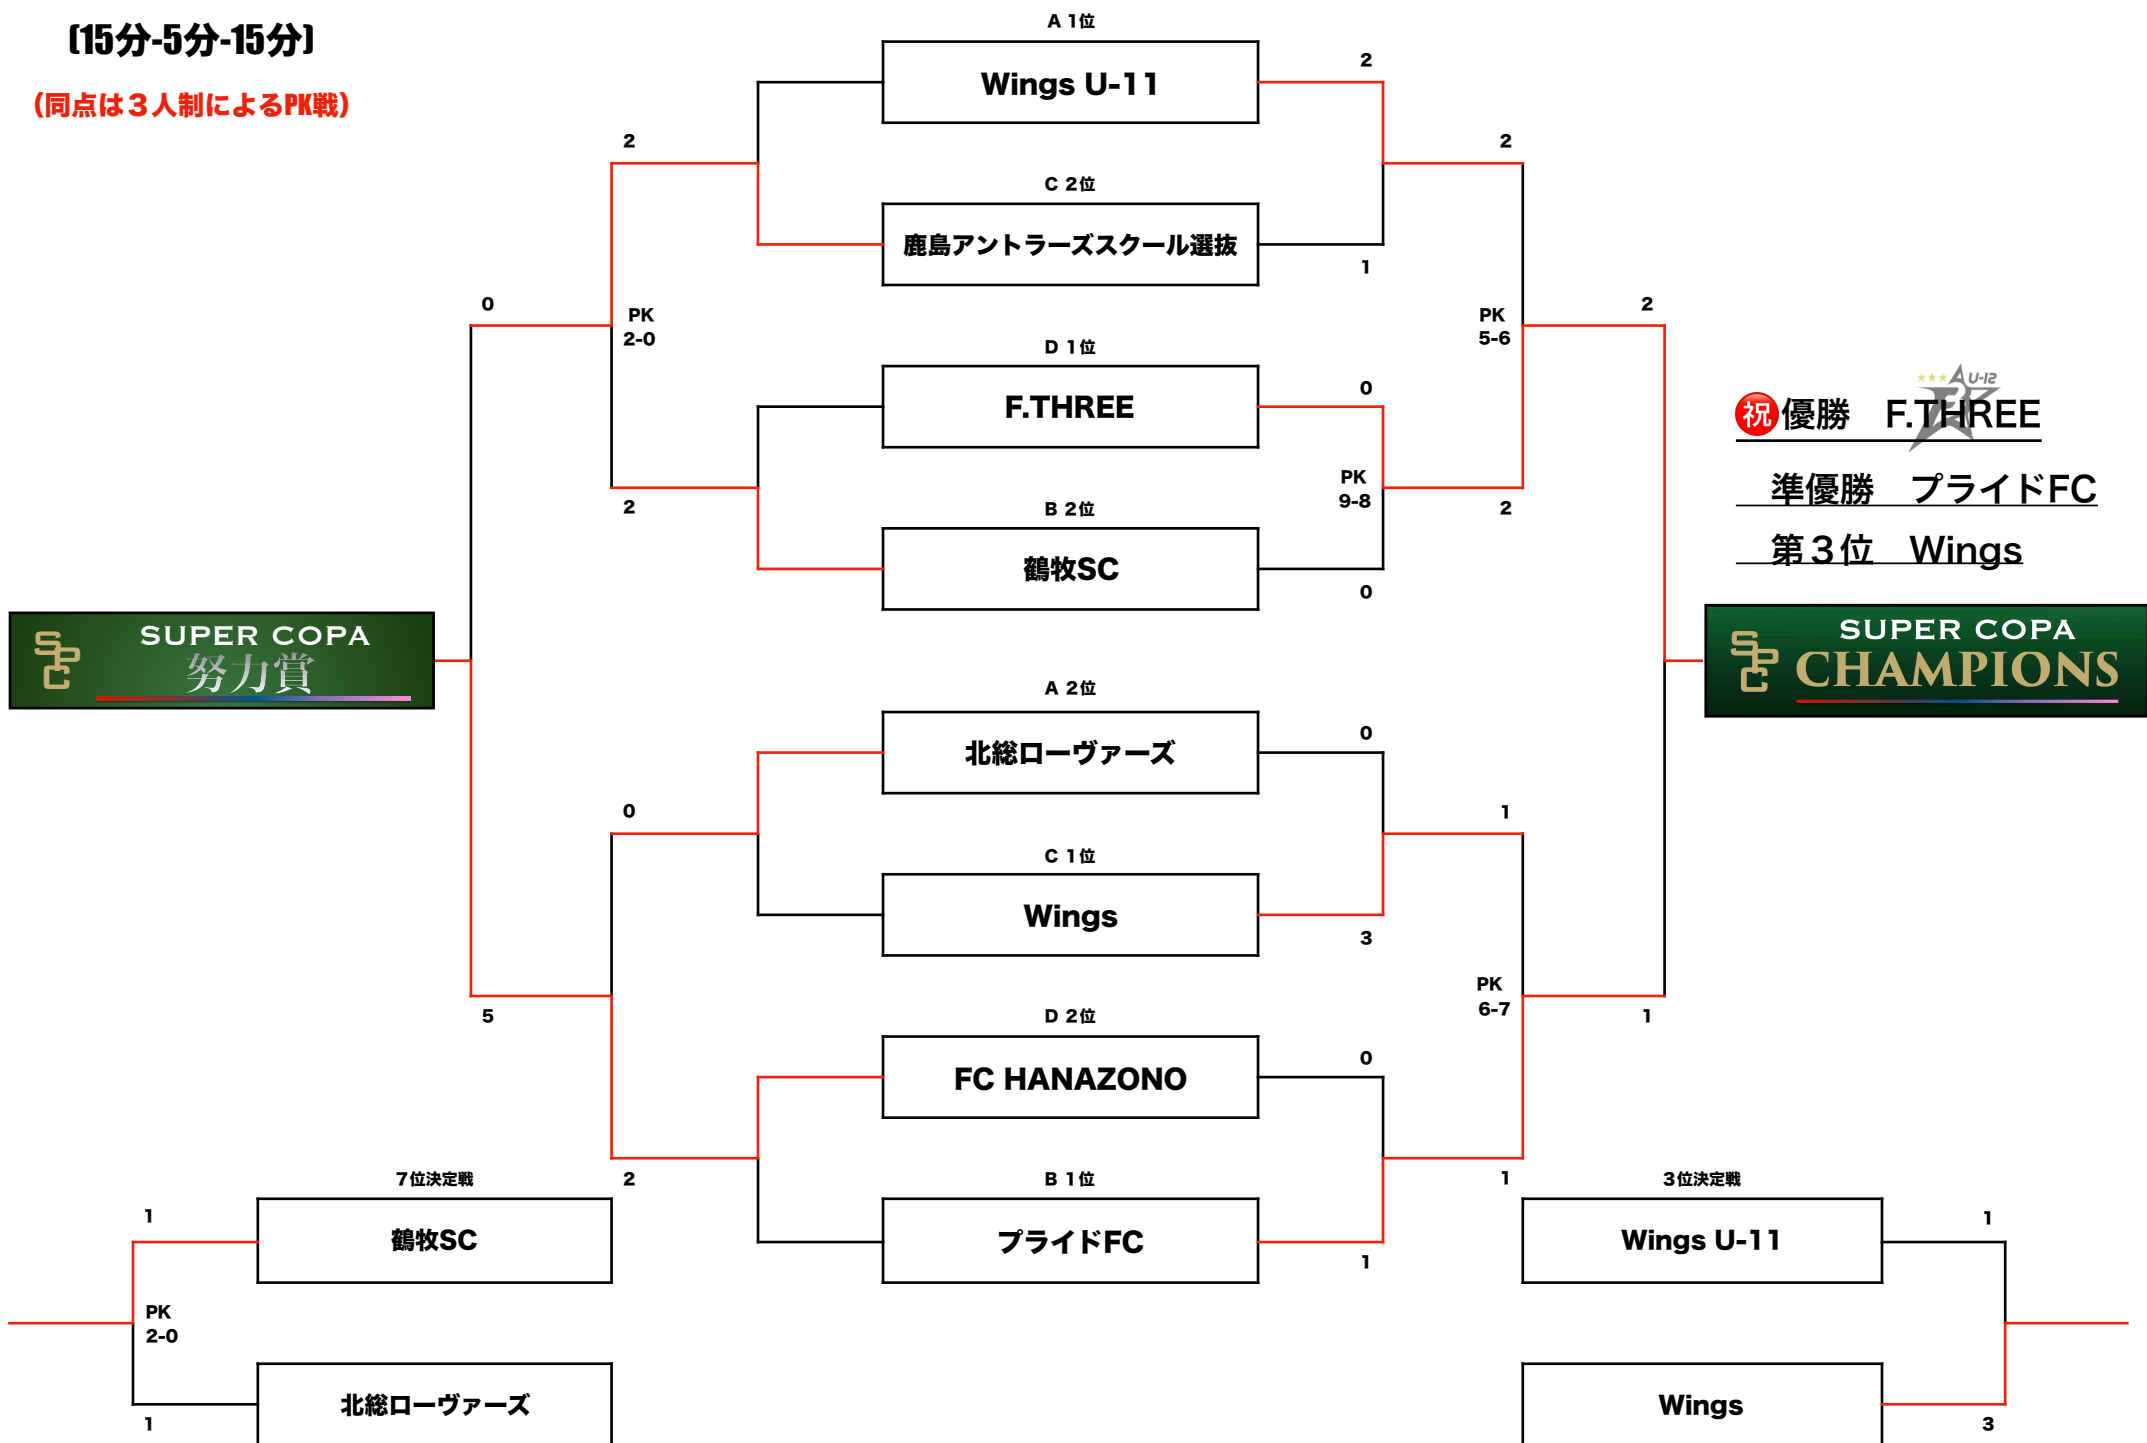 (15分-5分-15分)
（同点は３人制によるPK戦）
A 1位
Wings U-11
2
2
2
C 2位
鹿島アントラーズスクール選抜
1
0
PK
2-0
PK
5-6
2
D 1位
F.THREE
0
★★★ U-12
㊗優勝　F.THREE
PK
9-8
準優勝　プライドFC
2
2
B 2位
鶴牧SC
0
第３位　Wings
SPC
SUPER COPA
努力賞
SPC
SUPER COPA
CHAMPIONS
A 2位
北総ローヴァーズ
0
0
1
C 1位
Wings
3
PK
6-7
5
1
D 2位
FC HANAZONO
0
2
1
B 1位
プライドFC
1
7位決定戦
1
鶴牧SC
PK
2-0
北総ローヴァーズ
1
3位決定戦
Wings U-11
1
Wings
3